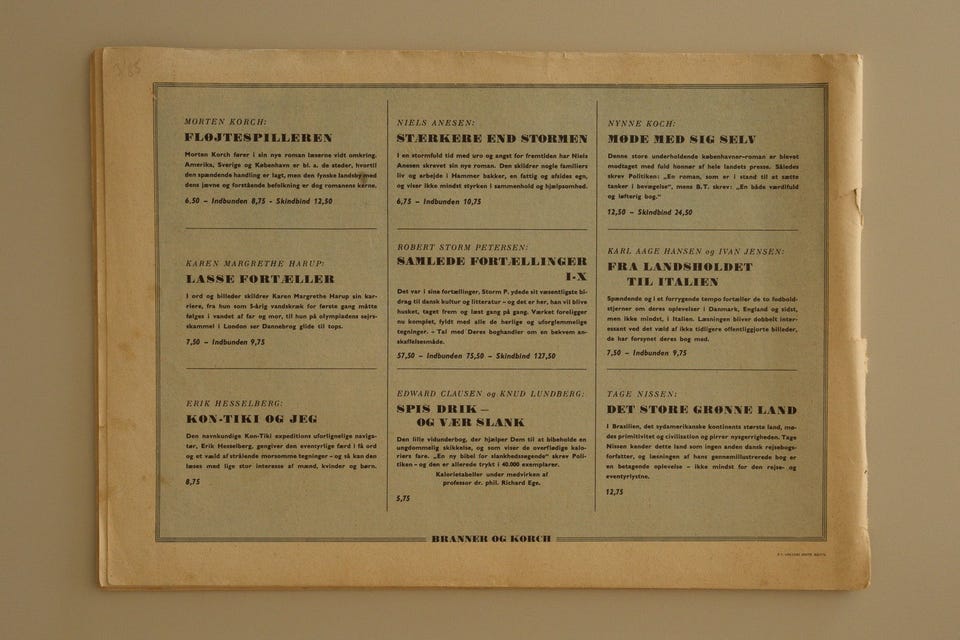 3/85
MORTEN KORCH:
FLØJTESPILLEREN
Morten Korch fører i sin nye roman læserne vidt omkring.
Amerika, Sverige og København er bl. a. de steder, hvortil
den spændende handling er lagt, men den fynske landsby med
dens jævne og forstående befolkning er dog romanens kerne.
6,50 – Indbunden 8,75 - Skindbind 12,50
KAREN MARGRETHE HARUP:
LASSE FORTÆLLER
I ord og billeder skildrer Karen Margrethe Harup sin kar-
riere, fra hun som 5-årig vandskræk for første gang måtte
følges i vandet af far og mor, til hun på olympiadens sejrs-
skammel i London ser Dannebrog glide til tops.
7,50 – Indbunden 9,75
ERIK HESSELBERG:
KON-TIKI OG JEG
Den navnkundige Kon-Tiki expeditions uforlignelige naviga-
tør, Erik Hesselberg, gengiver den eventyrlige færd i få ord
og et væld af strålende morsomme tegninger – og så kan den
læses med lige stor interesse af mænd, kvinder og børn.
8,75
NIELS ANESEN:
STÆRKERE END STORMEN
I en stormfuld tid med uro og angst for fremtiden har Niels
Anesen skrevet sin nye roman. Den skildrer nogle familiers
liv og arbejde i Hammer bakker, en fattig og afsides egn,
og viser ikke mindst styrken i sammenhold og hjælpsomhed.
6,75 – Indbunden 10,75
ROBERT STORM PETERSEN:
SAMLEDE FORTÆLLINGER
I-X
Det var i sine fortællinger, Storm P. ydede sit væsentligste bi-
drag til dansk kultur og litteratur – og det er her, han vil blive
husket, taget frem og læst gang på gang. Værket foreligger
nu komplet, fyldt med alle de herlige og uforglemmelige
tegninger. – Tal med Deres boghandler om en bekvem an-
skaffelsesmåde.
57,50 – Indbunden 75,50 – Skindbind 127,50
EDWARD CLAUSEN og KNUD LUNDBERG:
SPIS DRIK –
OG VÆR SLANK
Den lille vidunderbog, der hjælper Dem til at bibeholde en
ungdommelig skikkelse, og som viser de overflødige kalo-
riers fare. „En ny bibel for slankhedssøgende“ skrev Poli-
tiken – og den er allerede trykt i 40.000 exemplarer.
Kalorietabeller under medvirken af
professor dr. phil. Richard Ege.
5,75
NYNNE KOCH:
MØDE MED SIG SELV
Denne store underholdende københavner-roman er blevet
modtaget med fuld honnør af hele landets presse. Således
skrev Politiken: „En roman, som er i stand til at sætte
tanker i bevægelse“, mens B.T. skrev: „En både værdifuld
og løfterig bog.“
12,50 – Skindbind 24,50
KARL AAGE HANSEN og IVAN JENSEN:
FRA LANDSHOLDET
TIL ITALIEN
Spændende og i et forrygende tempo fortæller de to fodbold-
stjerner om deres oplevelser i Danmark, England og sidst,
men ikke mindst, i Italien. Læsningen bliver dobbelt inter-
essant ved det væld af ikke tidligere offentliggjorte billeder,
de har forsynet deres bog med.
7,50 – Indbunden 9,75
TAGE NISSEN:
DET STORE GRØNNE LAND
I Brasilien, det sydamerikanske kontinents største land, mø-
des primitivitet og civilisation og pirrer nysgerrigheden. Tage
Nissen kender dette land som ingen anden dansk rejsebogs-
forfatter, og læsningen af hans gennemillustrerede bog er
en betagende oplevelse – ikke mindst for den rejse- og
eventyrlystne.
12,75
BRANNER OG KORCH